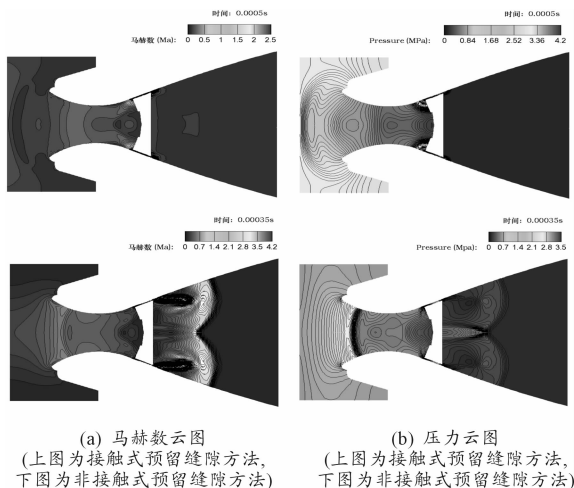 时间: 0.0005s
马赫数 (Ma):
0 0.5 1 1.5 2 2.5
时间: 0.0005s
Pressure (MPa):
0 0.84 1.68 2.52 3.36 4.2
时间: 0.00035s
马赫数 (Ma):
0 0.7 1.4 2.1 2.8 3.5 4.2
时间: 0.00035s
Pressure (Mpa):
0 0.7 1.4 2.1 2.8 3.5
(a) 马赫数云图
(上图为接触式预留缝隙方法,
下图为非接触式预留缝隙方法)
(b) 压力云图
(上图为接触式预留缝隙方法,
下图为非接触式预留缝隙方法)